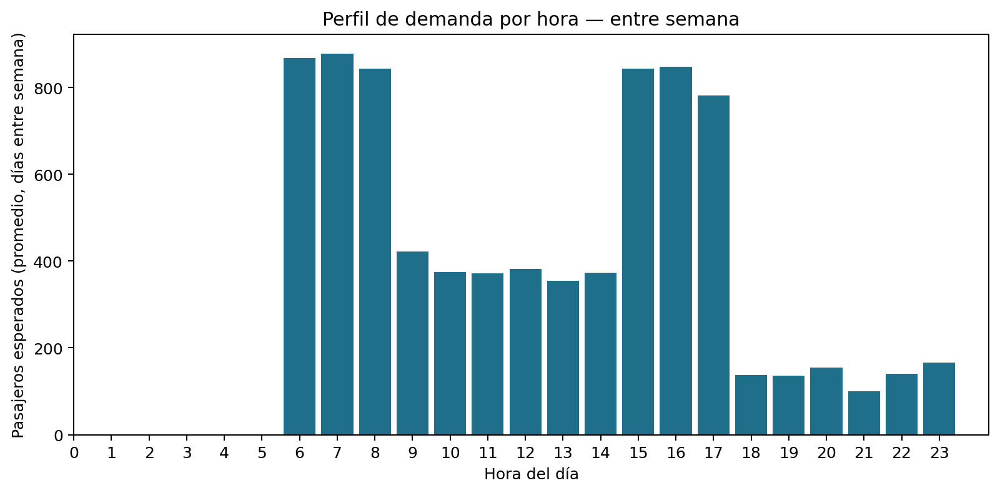 Perfil de demanda por hora — entre semana
Pasajeros esperados (promedio, días entre semana)
800
600
400
200
0
0 1 2 3 4 5 6 7 8 9 10 11 12 13 14 15 16 17 18 19 20 21 22 23
Hora del día